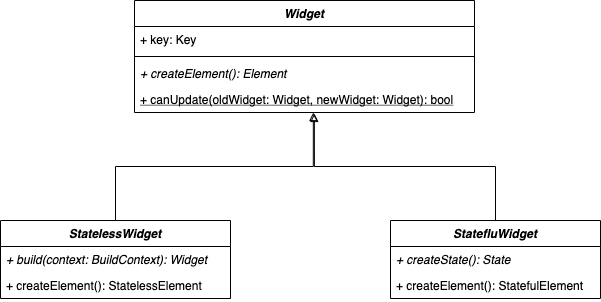 Widget
+ key: Key
+ createElement(): Element
+ canUpdate(oldWidget: Widget, newWidget: Widget): bool
StatelessWidget
+ build(context: BuildContext): Widget
+ createElement(): StatelessElement
StatefluWidget
+ createState(): State
+ createElement(): StatefulElement